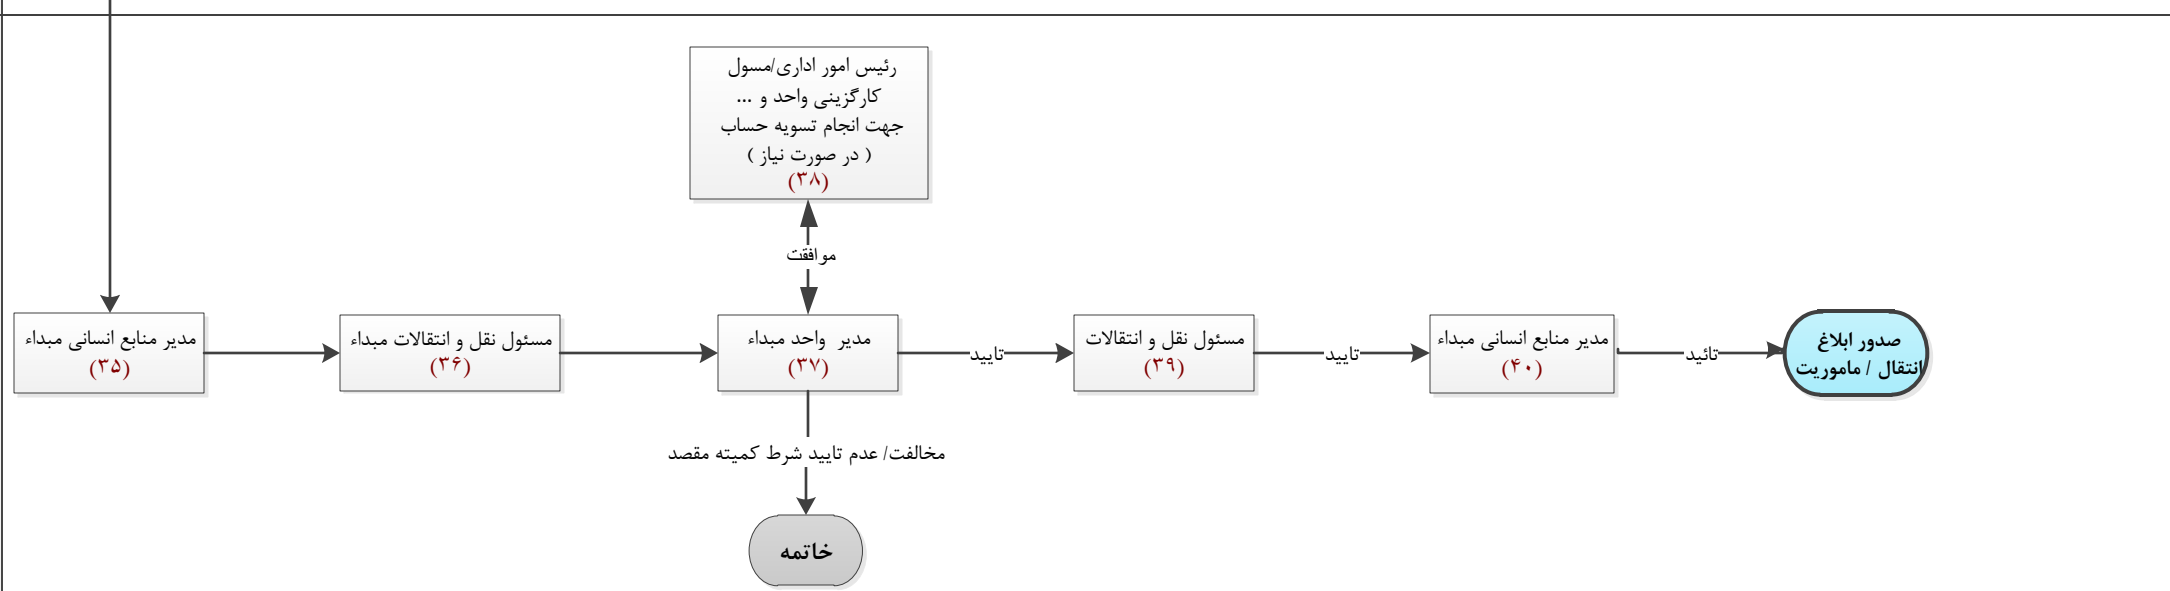 رئیس امور اداری/مسول
کارگزینی واحد و ...
جهت انجام تسویه حساب
( در صورت نیاز )
(۳۸)
موافقت
مدیر منابع انسانی مبداء
(۳۵)
مسئول نقل و انتقالات مبداء
(۳۶)
مدیر واحد مبداء
(۳۷)
تایید
مسئول نقل و انتقالات
(۳۹)
تایید
مدیر منابع انسانی مبداء
(۴۰)
تائید
صدور ابلاغ
انتقال / ماموریت
مخالفت/ عدم تایید شرط کمیته مقصد
خاتمه